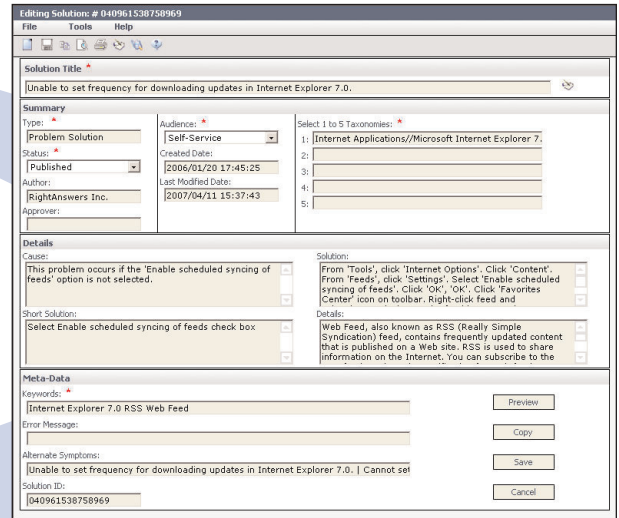 Editing Solution: # 040961538758969
File Tools Help
Solution Title *
Unable to set frequency for downloading updates in Internet Explorer 7.0.
Summary
Type: *
Problem Solution
Status: *
Published
Author:
RightAnswers Inc.
Approver:
Audience: *
Self-Service
Created Date:
2006/01/20 17:45:25
Last Modified Date:
2007/04/11 15:37:43
Select 1 to 5 Taxonomies: *
1: Internet Applications//Microsoft Internet Explorer 7.
2:
3:
4:
5:
Details
Cause:
This problem occurs if the 'Enable scheduled syncing of
feeds' option is not selected.
Solution:
From 'Tools', click 'Internet Options'. Click 'Content'.
From 'Feeds', click 'Settings'. Select 'Enable scheduled
syncing of feeds'. Click 'OK', 'OK'. Click 'Favorites
Center' icon on toolbar. Right-click feed and
Short Solution:
Select Enable scheduled syncing of feeds check box
Details:
Web Feed, also known as RSS (Really Simple
Syndication) feed, contains frequently updated content
that is published on a Web site. RSS is used to share
information on the Internet. You can subscribe to the
Meta-Data
Keywords: *
Internet Explorer 7.0 RSS Web Feed
Error Message:
Alternate Symptoms:
Unable to set frequency for downloading updates in Internet Explorer 7.0. | Cannot set
Solution ID:
040961538758969
Preview
Copy
Save
Cancel